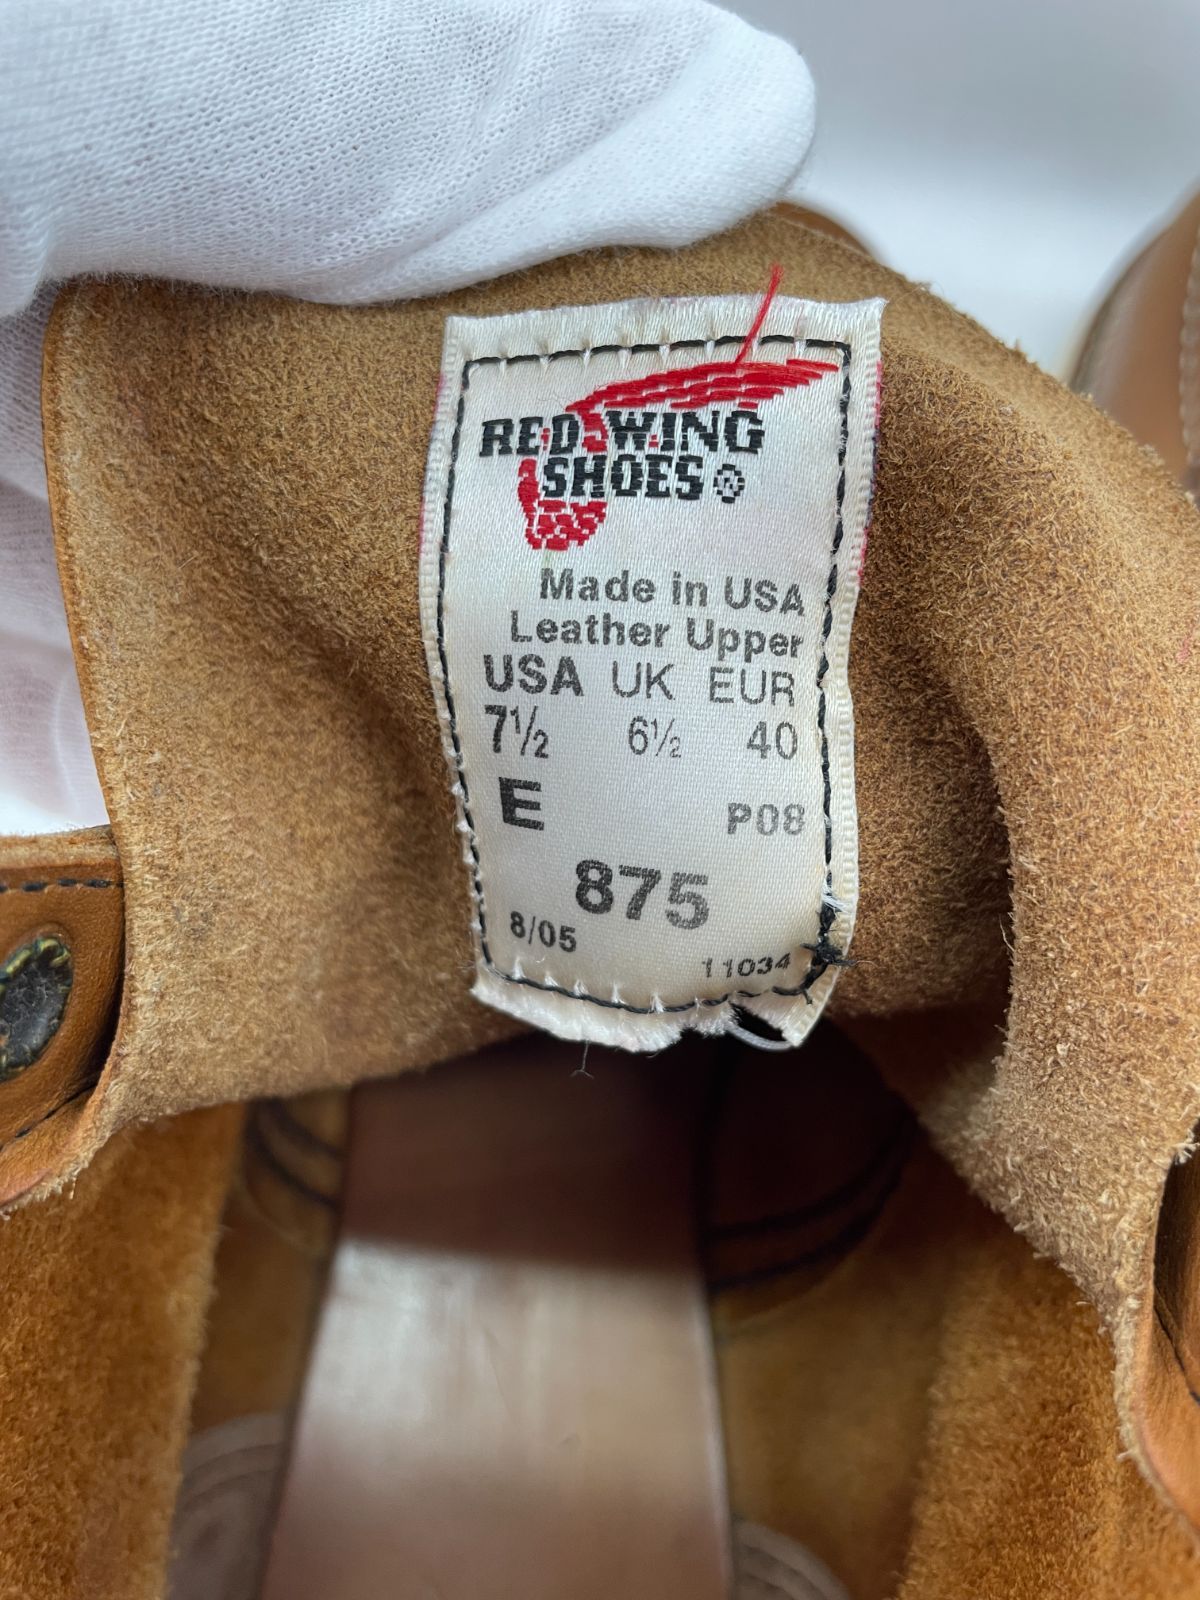 RED WING
SHOES ®
Made in USA
Leather Upper
USA UK EUR
7½ 6½ 40
E P08
875
8/05
11034